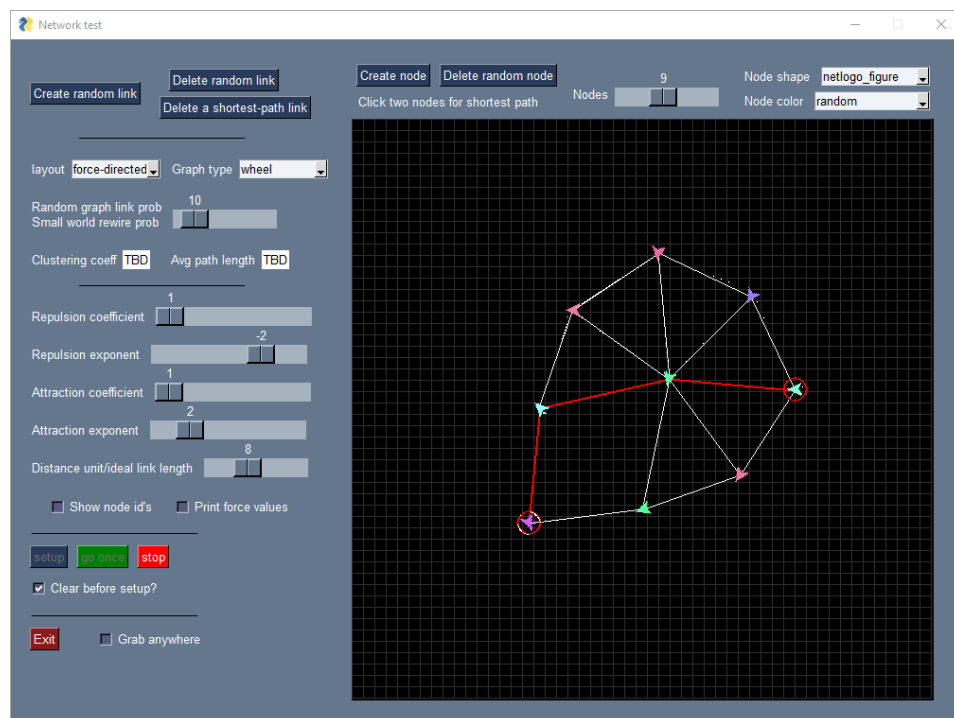 Network test
Create random link
Delete random link
Delete a shortest-path link
Create node
Delete random node
Click two nodes for shortest path
Nodes
9
Node shape
netlogo_figure
Node color
random
layout
force-directed
Graph type
wheel
Random graph link prob
Small world rewire prob
10
Clustering coeff
TBD
Avg path length
TBD
Repulsion coefficient
1
Repulsion exponent
-2
Attraction coefficient
1
Attraction exponent
2
Distance unit/ideal link length
8
Show node id's
Print force values
setup
go once
stop
Clear before setup?
Exit
Grab anywhere